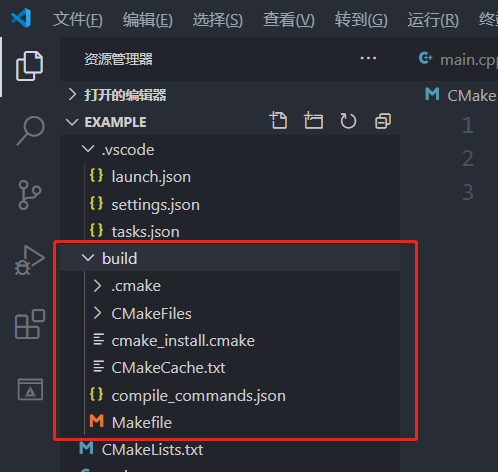 文件(F) 编辑(E) 选择(S) 查看(V) 转到(G) 运行(R)
资源管理器 ··· main.cpp
打开的编辑器 CMake
EXAMPLE 1
.vscode 2
launch.json 3
settings.json
tasks.json
build
.cmake
CMakeFiles
cmake_install.cmake
CMakeCache.txt
compile_commands.json
Makefile
CMakeLists.txt